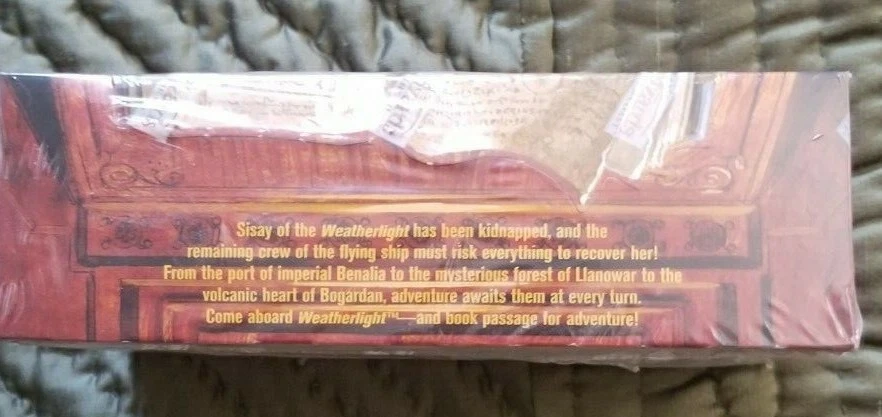 Sisay of the Weatherlight has been kidnapped, and the
remaining crew of the flying ship must risk everything to recover her!
From the port of imperial Benalia to the mysterious forest of Llanowar to the
volcanic heart of Bogardan, adventure awaits them at every turn.
Come aboard Weatherlight™—and book passage for adventure!